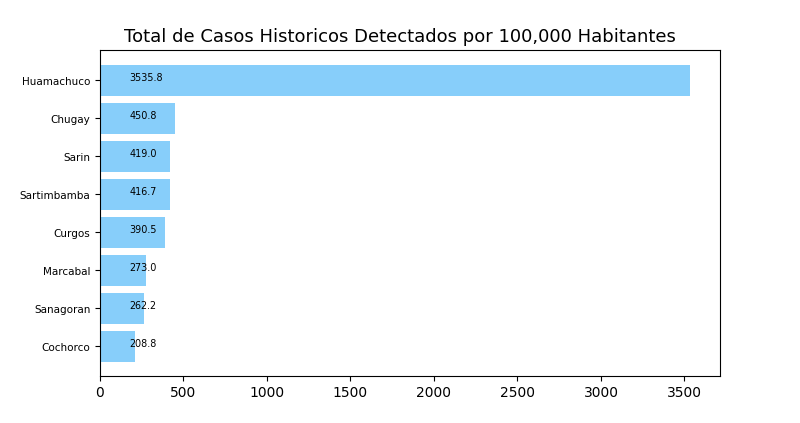 Total de Casos Historicos Detectados por 100,000 Habitantes
Huamachuco 3535.8
Chugay 450.8
Sarin 419.0
Sartimbamba 416.7
Curgos 390.5
Marcabal 273.0
Sanagoran 262.2
Cochorco 208.8
0 500 1000 1500 2000 2500 3000 3500